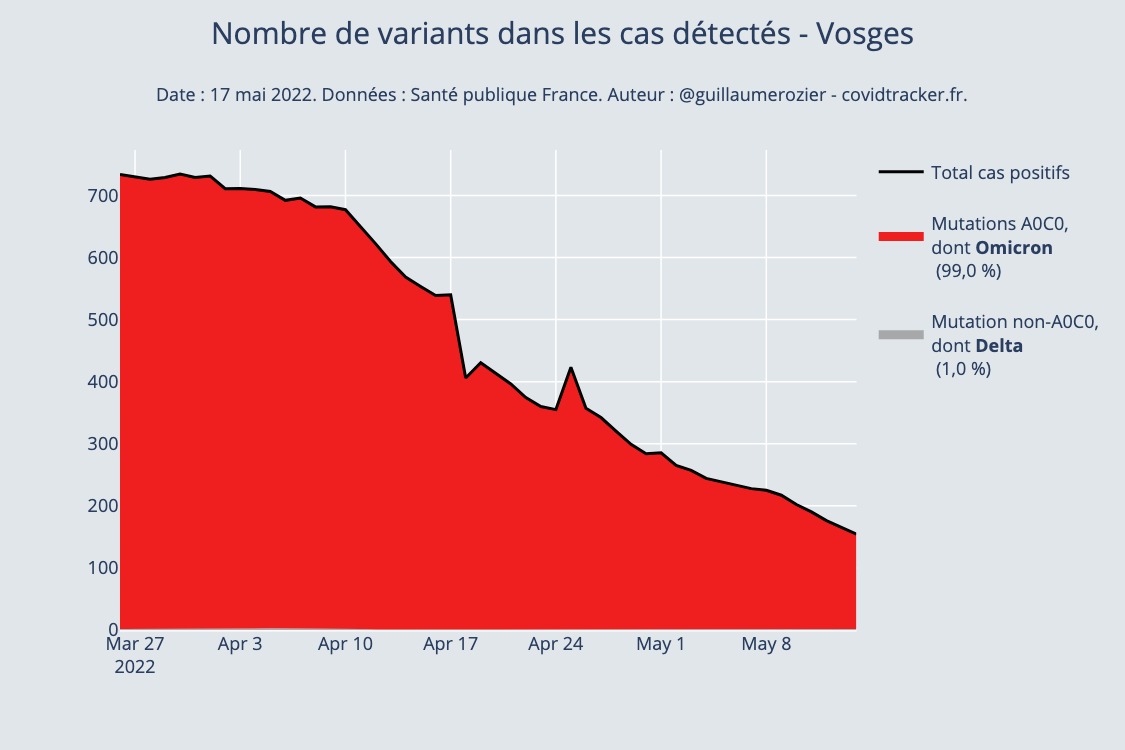 Nombre de variants dans les cas détectés - Vosges
Date : 17 mai 2022. Données : Santé publique France. Auteur : @guillaumerozier - covidtracker.fr.
Total cas positifs
Mutations A0C0,
dont Omicron
(99,0 %)
Mutation non-A0C0,
dont Delta
(1,0 %)
700
600
500
400
300
200
100
0
Mar 27
2022
Apr 3
Apr 10
Apr 17
Apr 24
May 1
May 8